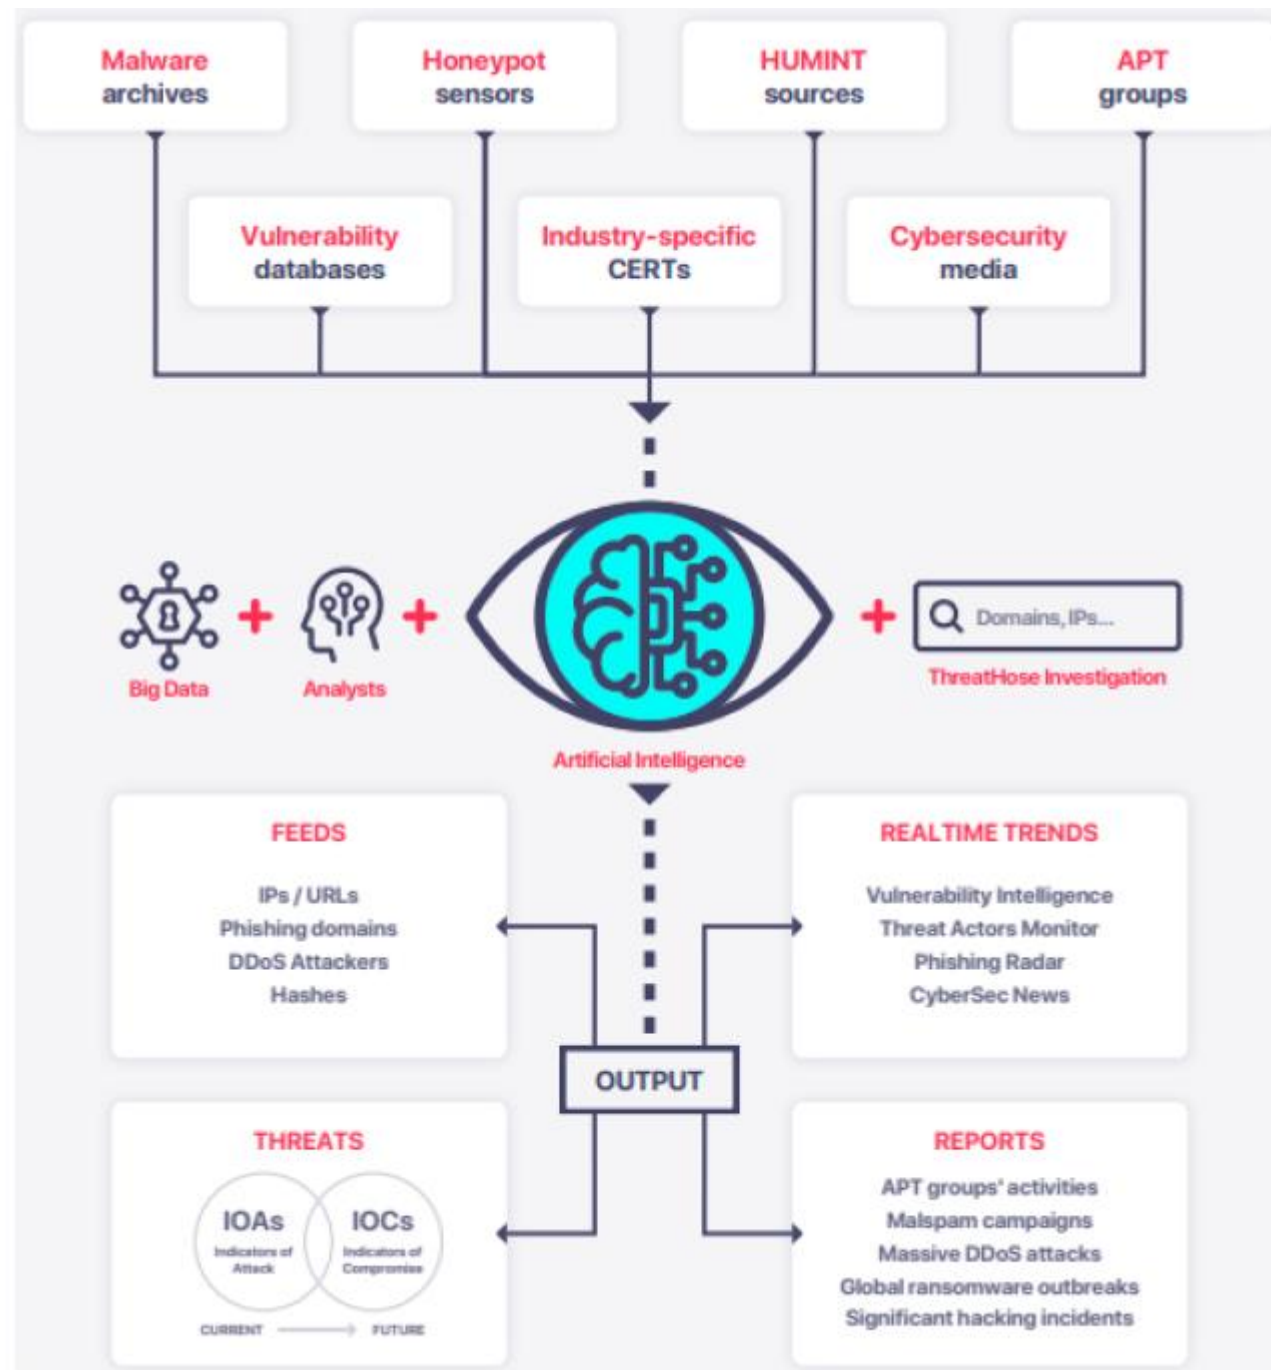 Malware
archives
Honeypot
sensors
HUMINT
sources
APT
groups
Vulnerability
databases
Industry-specific
CERTs
Cybersecurity
media
Big Data
Analysts
Artificial Intelligence
Domains, IPs...
ThreatHose Investigation
FEEDS
IPs / URLs
Phishing domains
DDoS Attackers
Hashes
REALTIME TRENDS
Vulnerability Intelligence
Threat Actors Monitor
Phishing Radar
CyberSec News
OUTPUT
THREATS
IOAs
Indicators of
Attack
IOCs
Indicators of
Compromise
CURRENT
FUTURE
REPORTS
APT groups' activities
Malspam campaigns
Massive DDoS attacks
Global ransomware outbreaks
Significant hacking incidents